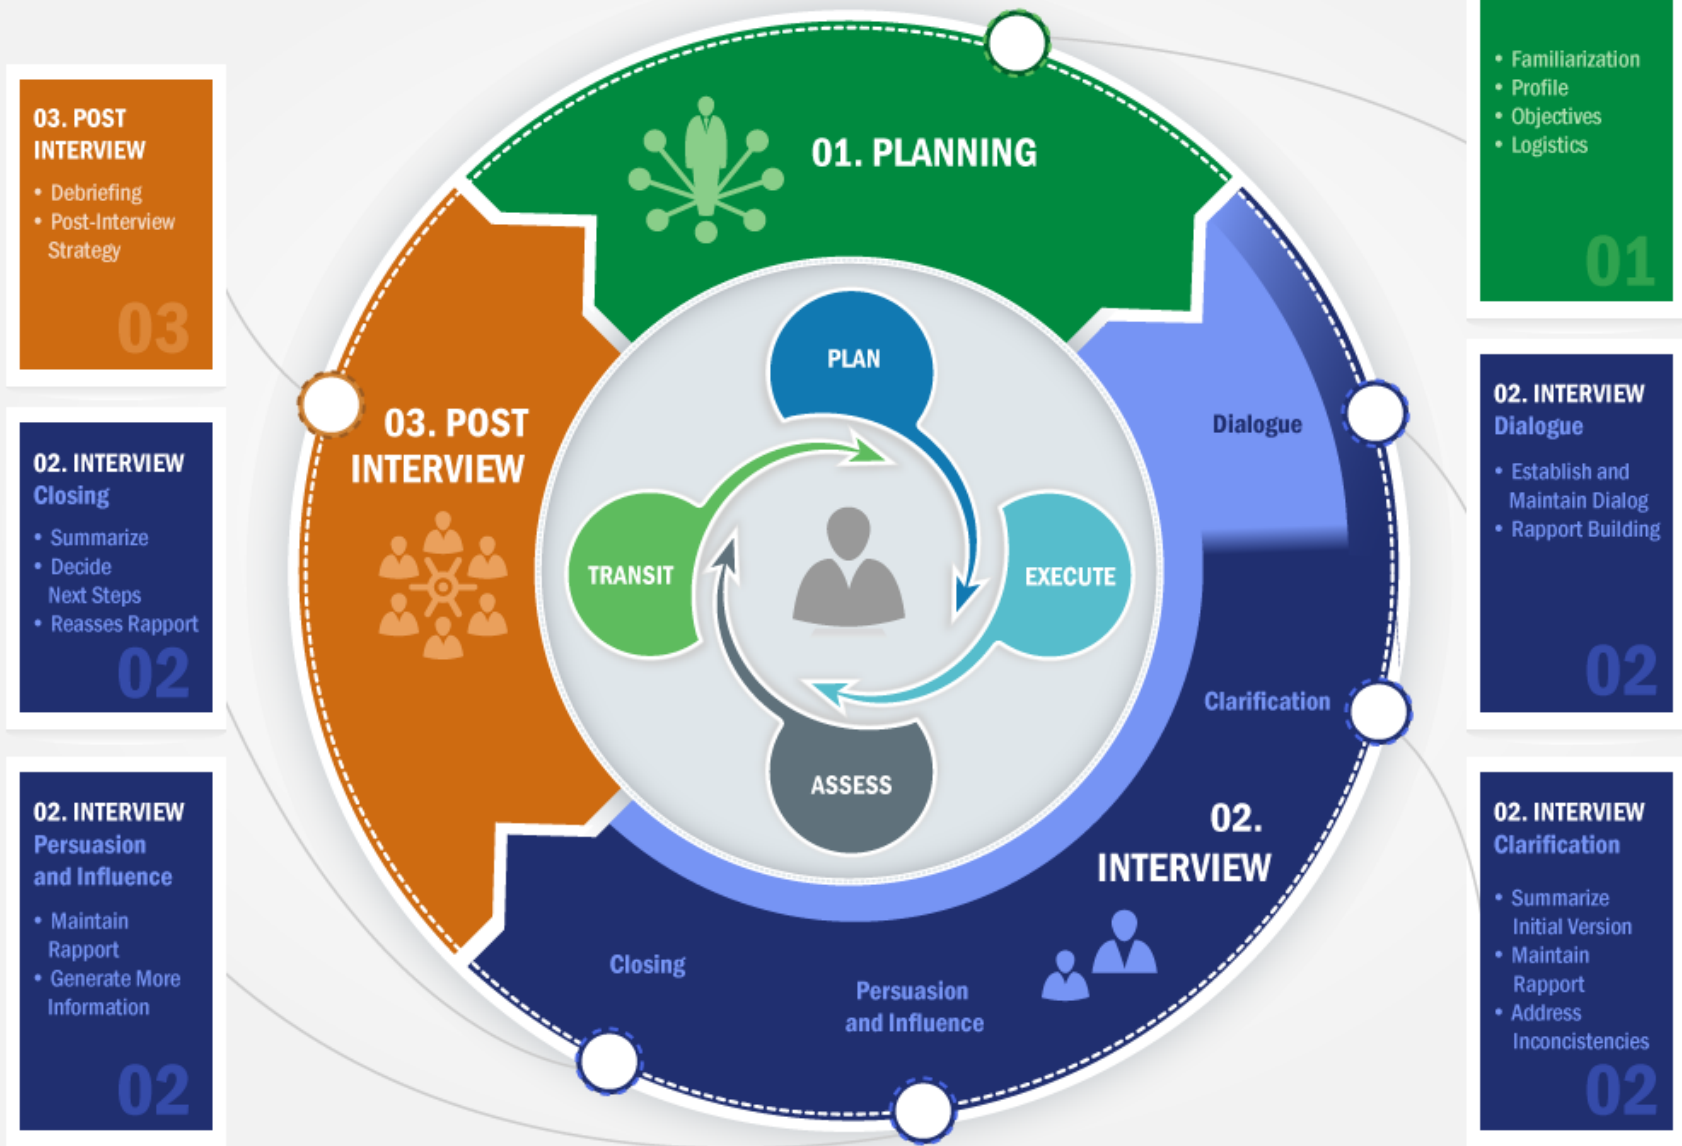 03. POST
INTERVIEW
• Debriefing
• Post-Interview
Strategy
03
02. INTERVIEW
Closing
• Summarize
• Decide
Next Steps
• Reasses Rapport
02
02. INTERVIEW
Persuasion
and Influence
• Maintain
Rapport
• Generate More
Information
02
01. PLANNING
03. POST
INTERVIEW
PLAN
TRANSIT
EXECUTE
ASSESS
Dialogue
Clarification
02.
INTERVIEW
Closing
Persuasion
and Influence
• Familiarization
• Profile
• Objectives
• Logistics
01
02. INTERVIEW
Dialogue
• Establish and
Maintain Dialog
• Rapport Building
02
02. INTERVIEW
Clarification
• Summarize
Initial Version
• Maintain
Rapport
• Address
Inconcistencies
02